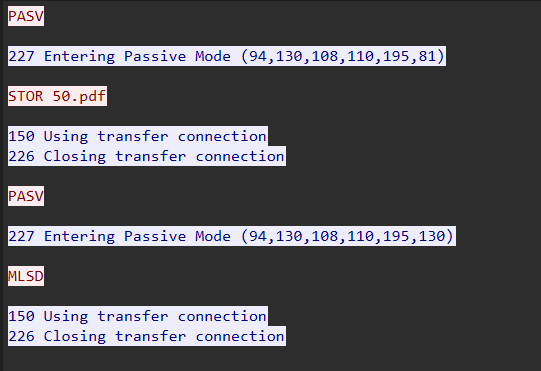 PASV
227 Entering Passive Mode (94,130,108,110,195,81)
STOR 50.pdf
150 Using transfer connection
226 Closing transfer connection
PASV
227 Entering Passive Mode (94,130,108,110,195,130)
MLSD
150 Using transfer connection
226 Closing transfer connection